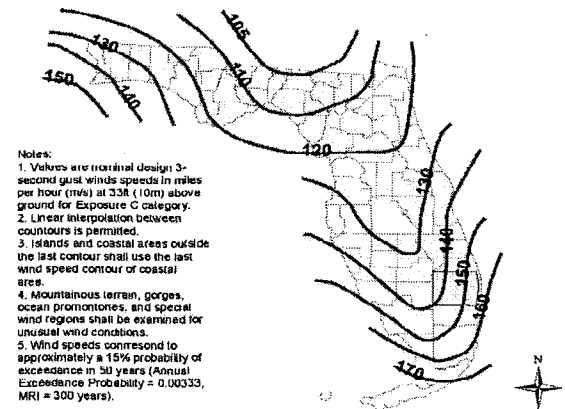 105
130
110
150
140
120
Notes:
1. Values are nominal design 3-
second gust winds speeds in miles
per hour (m/s) at 33ft (10m) above
ground for Exposure C category.
2. Linear interpolation between
countours is permitted.
3. Islands and coastal areas outside
the last contour shall use the last
wind speed contour of coastal
area.
4. Mountainous terrain, gorges,
ocean promontones, and special
wind regions shall be examined for
unusual wind conditions.
5. Wind speeds conrrespond to
approximately a 15% probability of
exceedance in 50 years (Annual
Exceedance Probability = 0.00333,
MRI = 300 years).
130
140
150
160
170
N